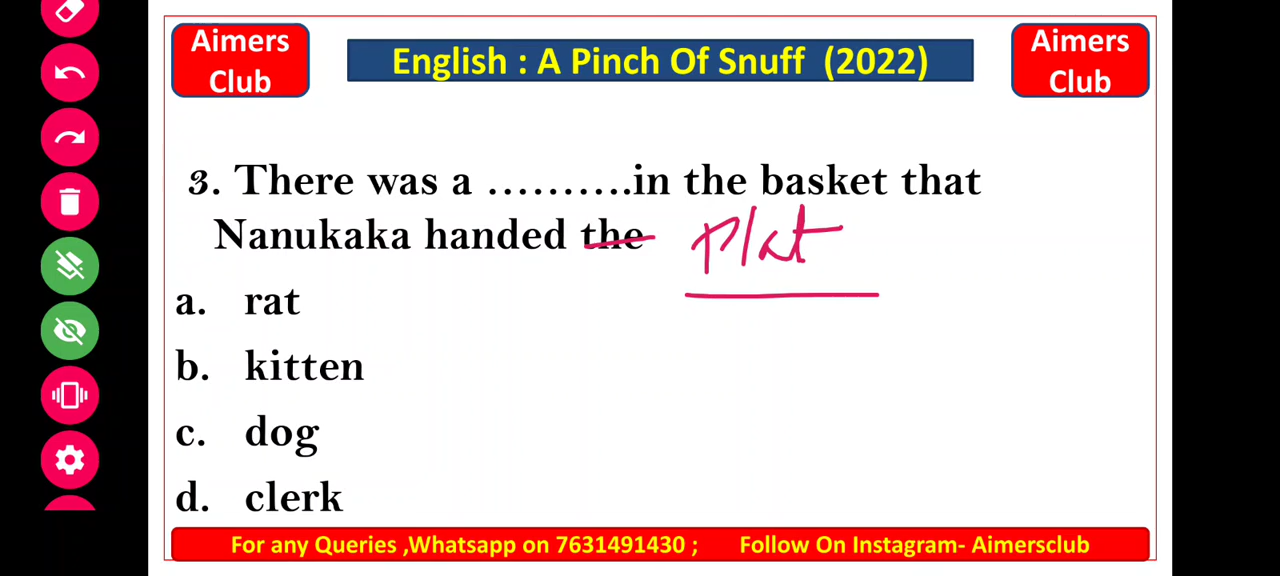 Aimers Club
English : A Pinch Of Snuff (2022)
Aimers Club
3. There was a ..........in the basket that
Nanukaka handed the plat
a. rat
b. kitten
c. dog
d. clerk
For any Queries ,Whatsapp on 7631491430 ; Follow On Instagram- Aimersclub